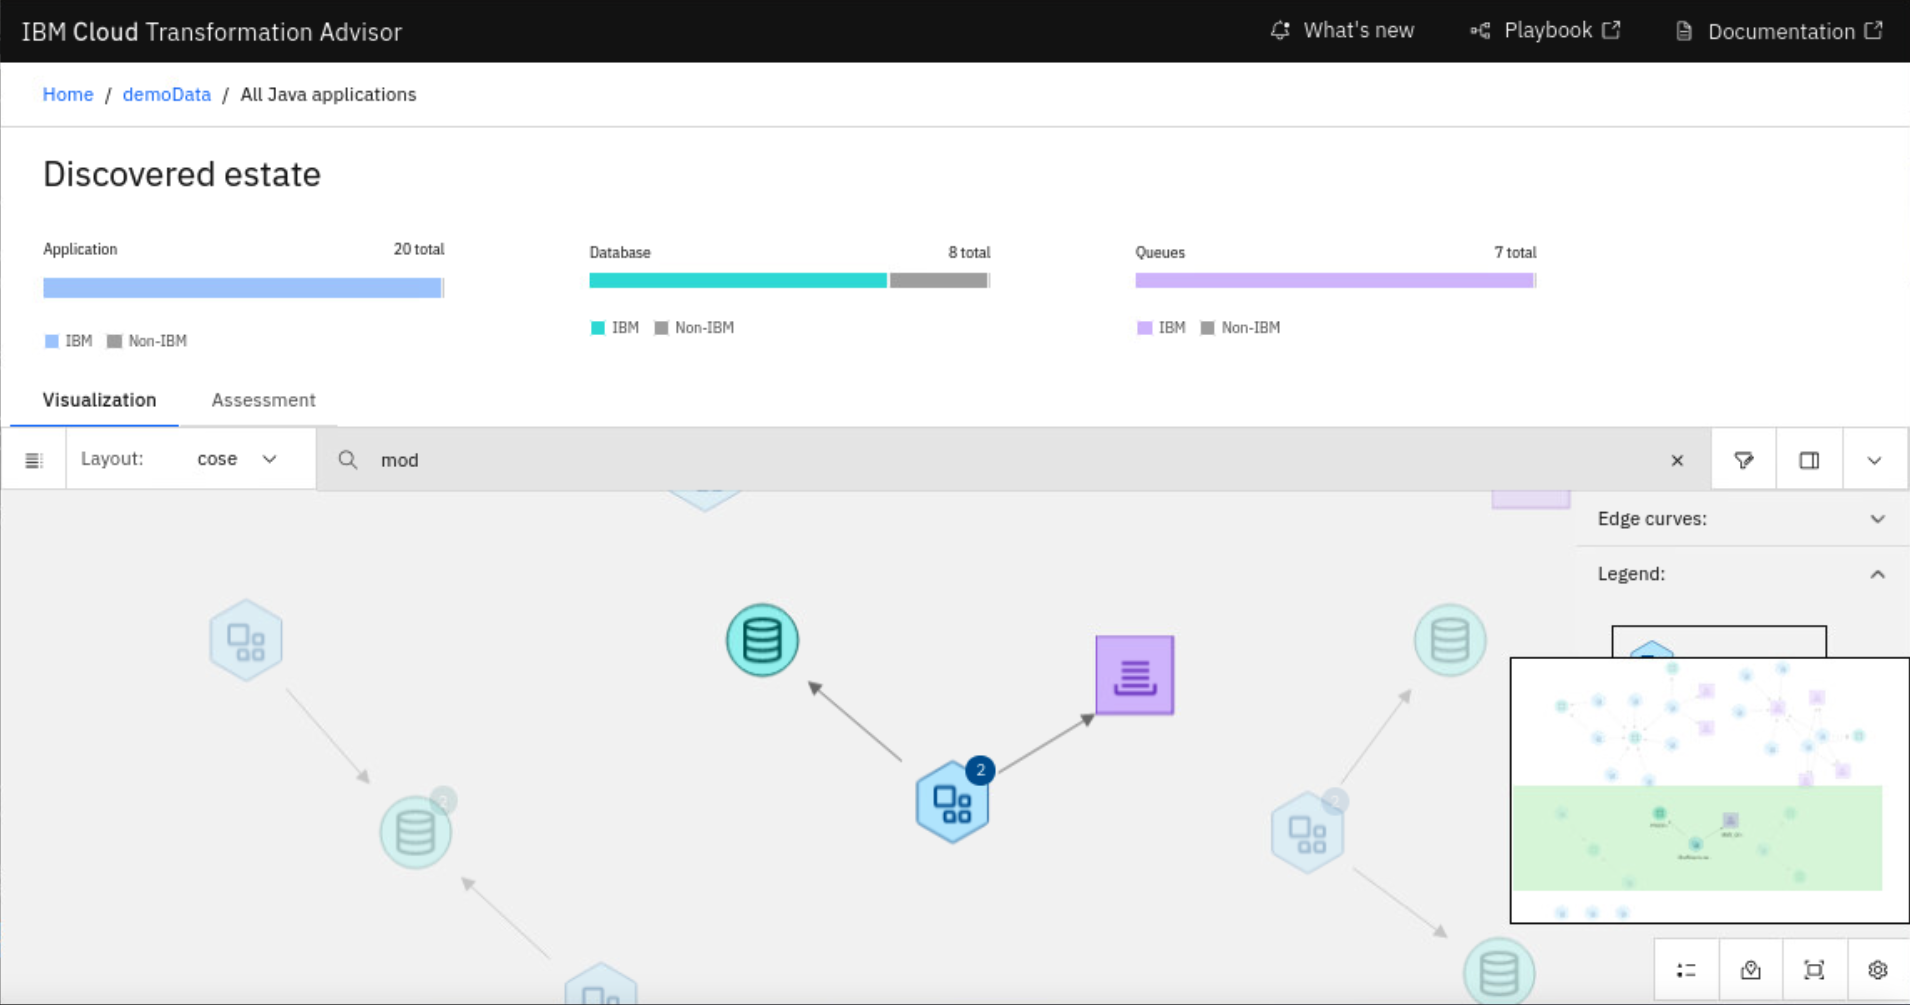 IBM Cloud Transformation Advisor
What's new
Playbook
Documentation
Home / demoData / All Java applications
Discovered estate
Application 20 total
IBM Non-IBM
Database 8 total
IBM Non-IBM
Queues 7 total
IBM Non-IBM
Visualization Assessment
Layout: cose
mod
Edge curves:
Legend:
2
2
2